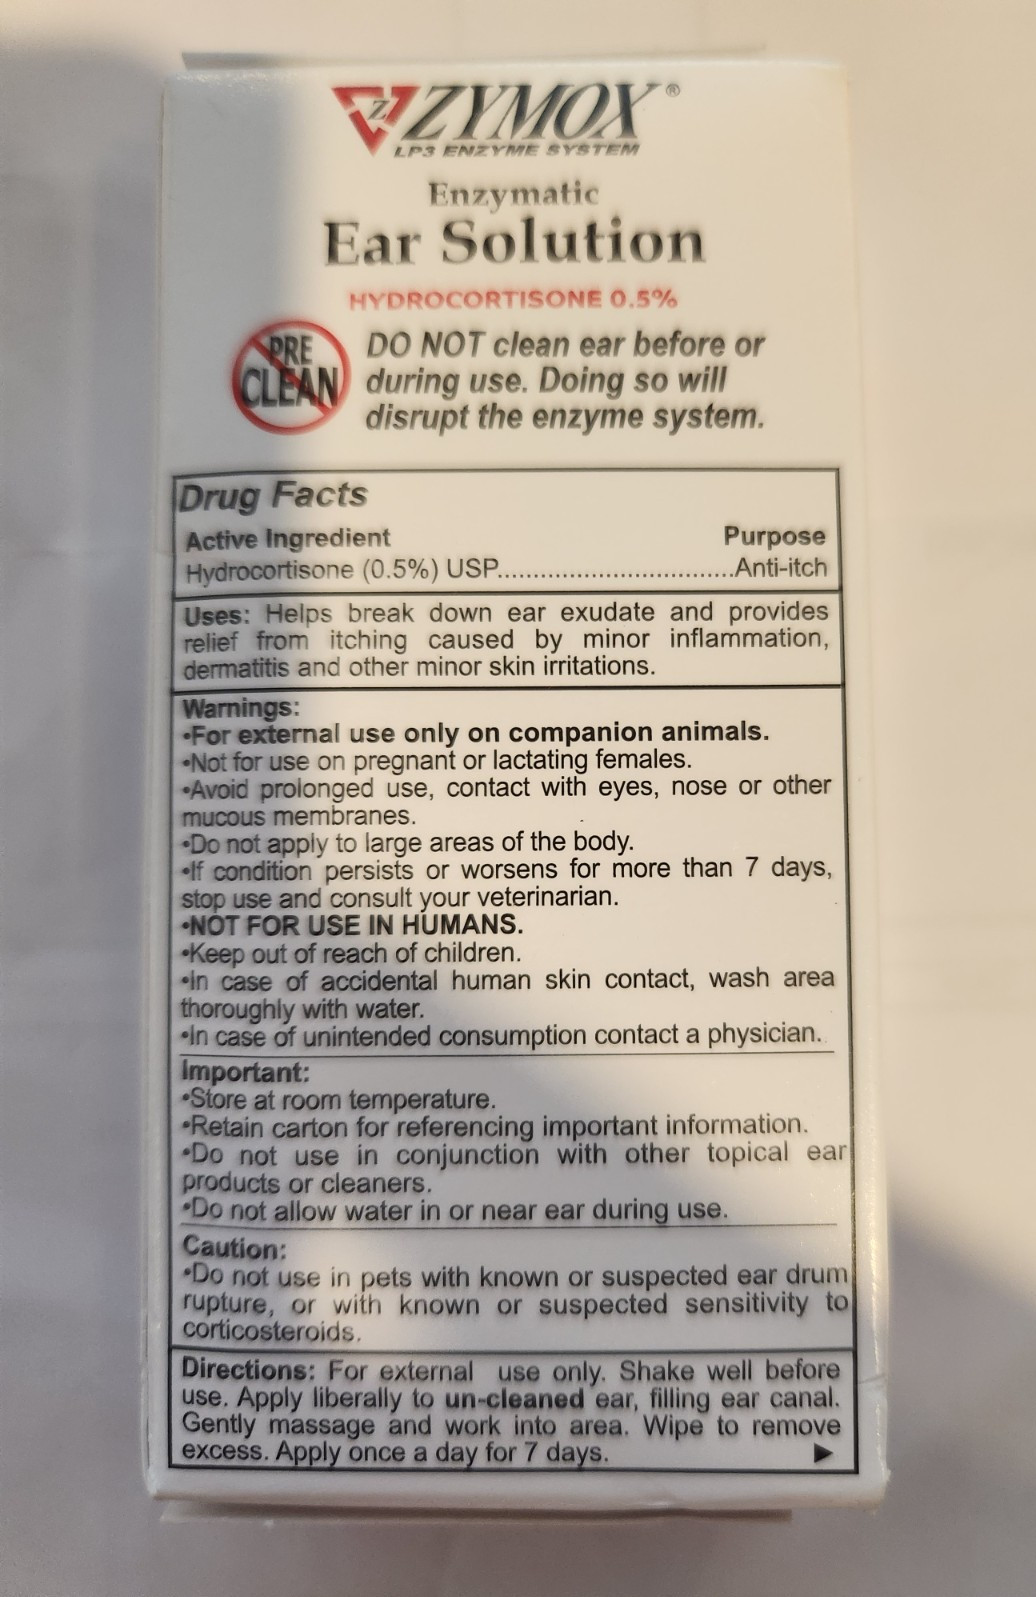 Z ZYMOX®
LP3 ENZYME SYSTEM
Enzymatic
Ear Solution
HYDROCORTISONE 0.5%
PRE
CLEAN
DO NOT clean ear before or
during use. Doing so will
disrupt the enzyme system.
Drug Facts
Active Ingredient Purpose
Hydrocortisone (0.5%) USP.................................Anti-itch
Uses: Helps break down ear exudate and provides
relief from itching caused by minor inflammation,
dermatitis and other minor skin irritations.
Warnings:
•For external use only on companion animals.
•Not for use on pregnant or lactating females.
•Avoid prolonged use, contact with eyes, nose or other
mucous membranes.
•Do not apply to large areas of the body.
•If condition persists or worsens for more than 7 days,
stop use and consult your veterinarian.
•NOT FOR USE IN HUMANS.
•Keep out of reach of children.
•In case of accidental human skin contact, wash area
thoroughly with water.
•In case of unintended consumption contact a physician.
Important:
•Store at room temperature.
•Retain carton for referencing important information.
•Do not use in conjunction with other topical ear
products or cleaners.
•Do not allow water in or near ear during use.
Caution:
•Do not use in pets with known or suspected ear drum
rupture, or with known or suspected sensitivity to
corticosteroids.
Directions: For external use only. Shake well before
use. Apply liberally to un-cleaned ear, filling ear canal.
Gently massage and work into area. Wipe to remove
excess. Apply once a day for 7 days.